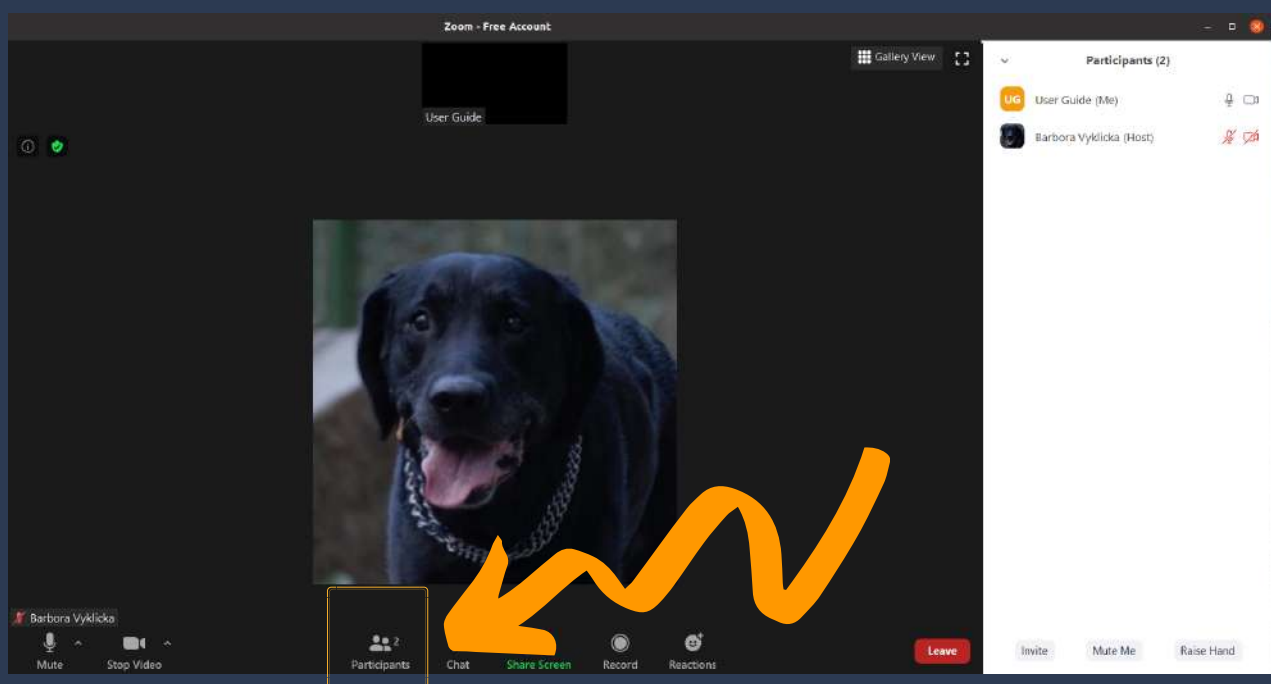 Zoom - Free Account
Gallery View
User Guide
Participants (2)
UG User Guide (Me)
Barbora Vyklicka (Host)
Barbora Vyklicka
2
Mute
Stop Video
Participants
Chat
Share Screen
Record
Reactions
Leave
Invite
Mute Me
Raise Hand